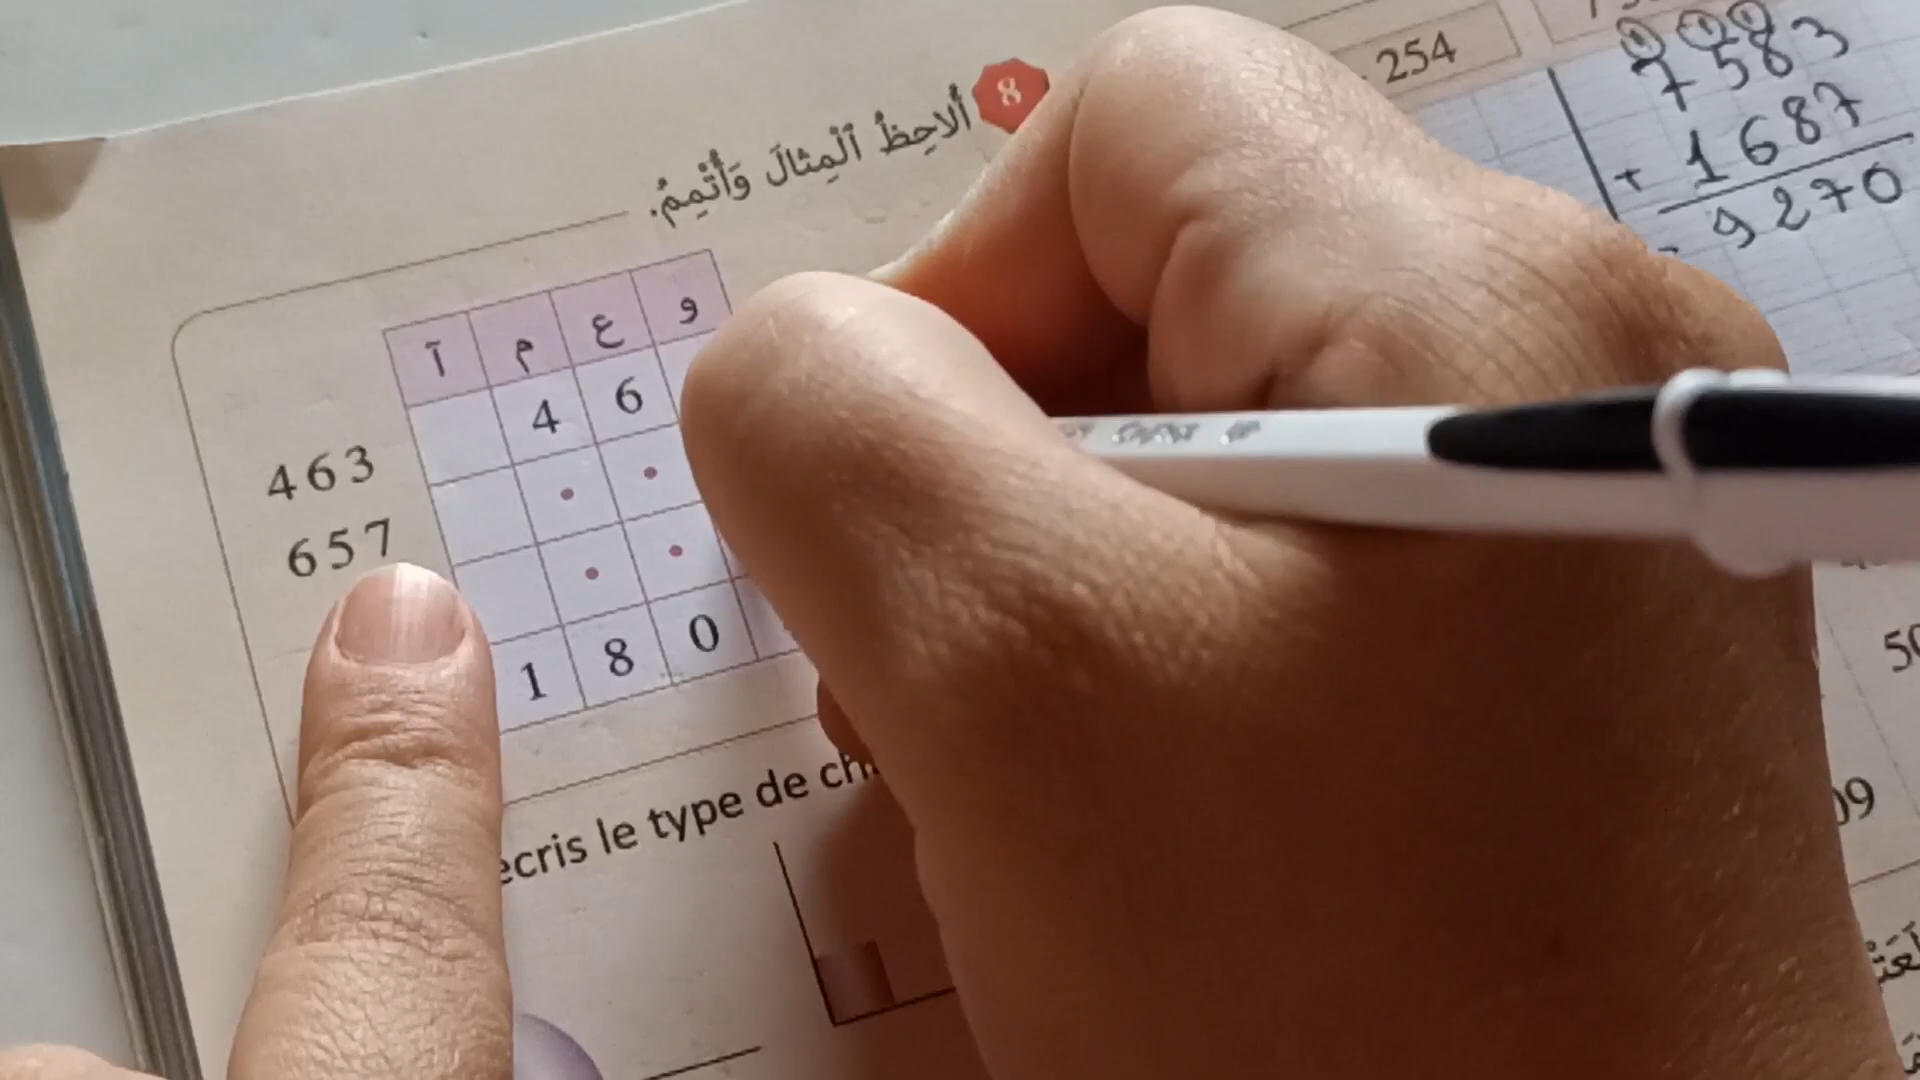 8 أُلاحِظُ ٱلْمِثالَ وَأُتْمِمُ.
254
7583
+ 1687
9270
آ م ع و
4 6
463
657
1 8 0
écris le type de ch
50
09